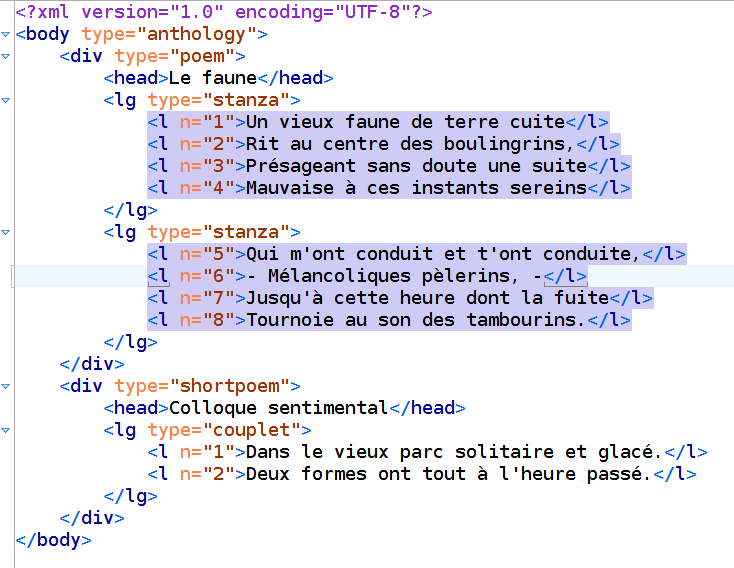 <?xml version="1.0" encoding="UTF-8"?>
<body type="anthology">
    <div type="poem">
        <head>Le faune</head>
        <lg type="stanza">
            <l n="1">Un vieux faune de terre cuite</l>
            <l n="2">Rit au centre des boulingrins,</l>
            <l n="3">Présageant sans doute une suite</l>
            <l n="4">Mauvaise à ces instants sereins</l>
        </lg>
        <lg type="stanza">
            <l n="5">Qui m'ont conduit et t'ont conduite,</l>
            <l n="6">- Mélancoliques pèlerins, -</l>
            <l n="7">Jusqu'à cette heure dont la fuite</l>
            <l n="8">Tournoie au son des tambourins.</l>
        </lg>
    </div>
    <div type="shortpoem">
        <head>Colloque sentimental</head>
        <lg type="couplet">
            <l n="1">Dans le vieux parc solitaire et glacé.</l>
            <l n="2">Deux formes ont tout à l'heure passé.</l>
        </lg>
    </div>
</body>